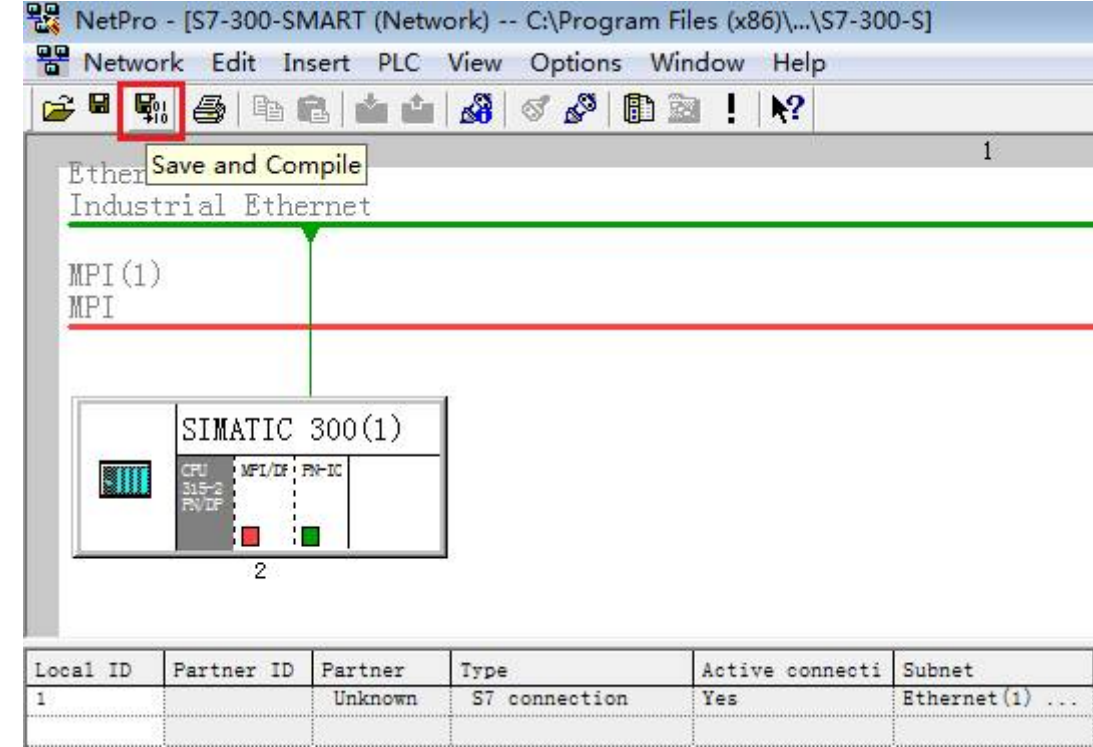 NetPro - [S7-300-SMART (Network) -- C:\Program Files (x86)\...\S7-300-S]
Network Edit Insert PLC View Options Window Help
Save and Compile
1
Ether
Industrial Ethernet
MPI(1)
MPI
SIMATIC 300(1)
CPU 315-2 PN/DP
MPI/DP
PN-IO
2
Local ID Partner ID Partner Type Active connecti Subnet
1 Unknown S7 connection Yes Ethernet(1) ...